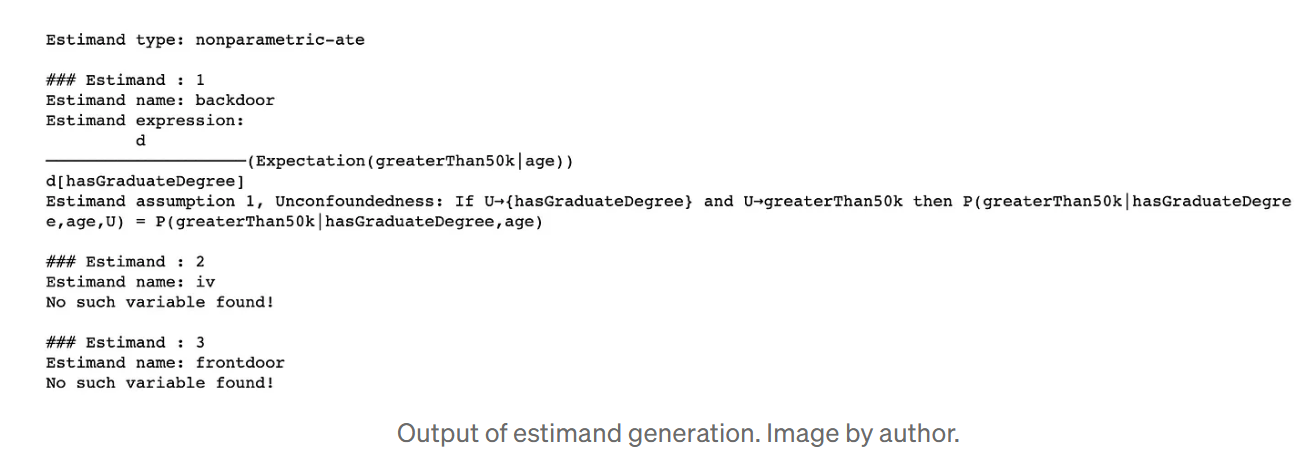 Estimand type: nonparametric-ate
### Estimand : 1
Estimand name: backdoor
Estimand expression:
d
────────────────────(Expectation(greaterThan50k|age))
d[hasGraduateDegree]
Estimand assumption 1, Unconfoundedness: If U→{hasGraduateDegree} and U→greaterThan50k then P(greaterThan50k|hasGraduateDegre
e,age,U) = P(greaterThan50k|hasGraduateDegree,age)
### Estimand : 2
Estimand name: iv
No such variable found!
### Estimand : 3
Estimand name: frontdoor
No such variable found!
Output of estimand generation. Image by author.